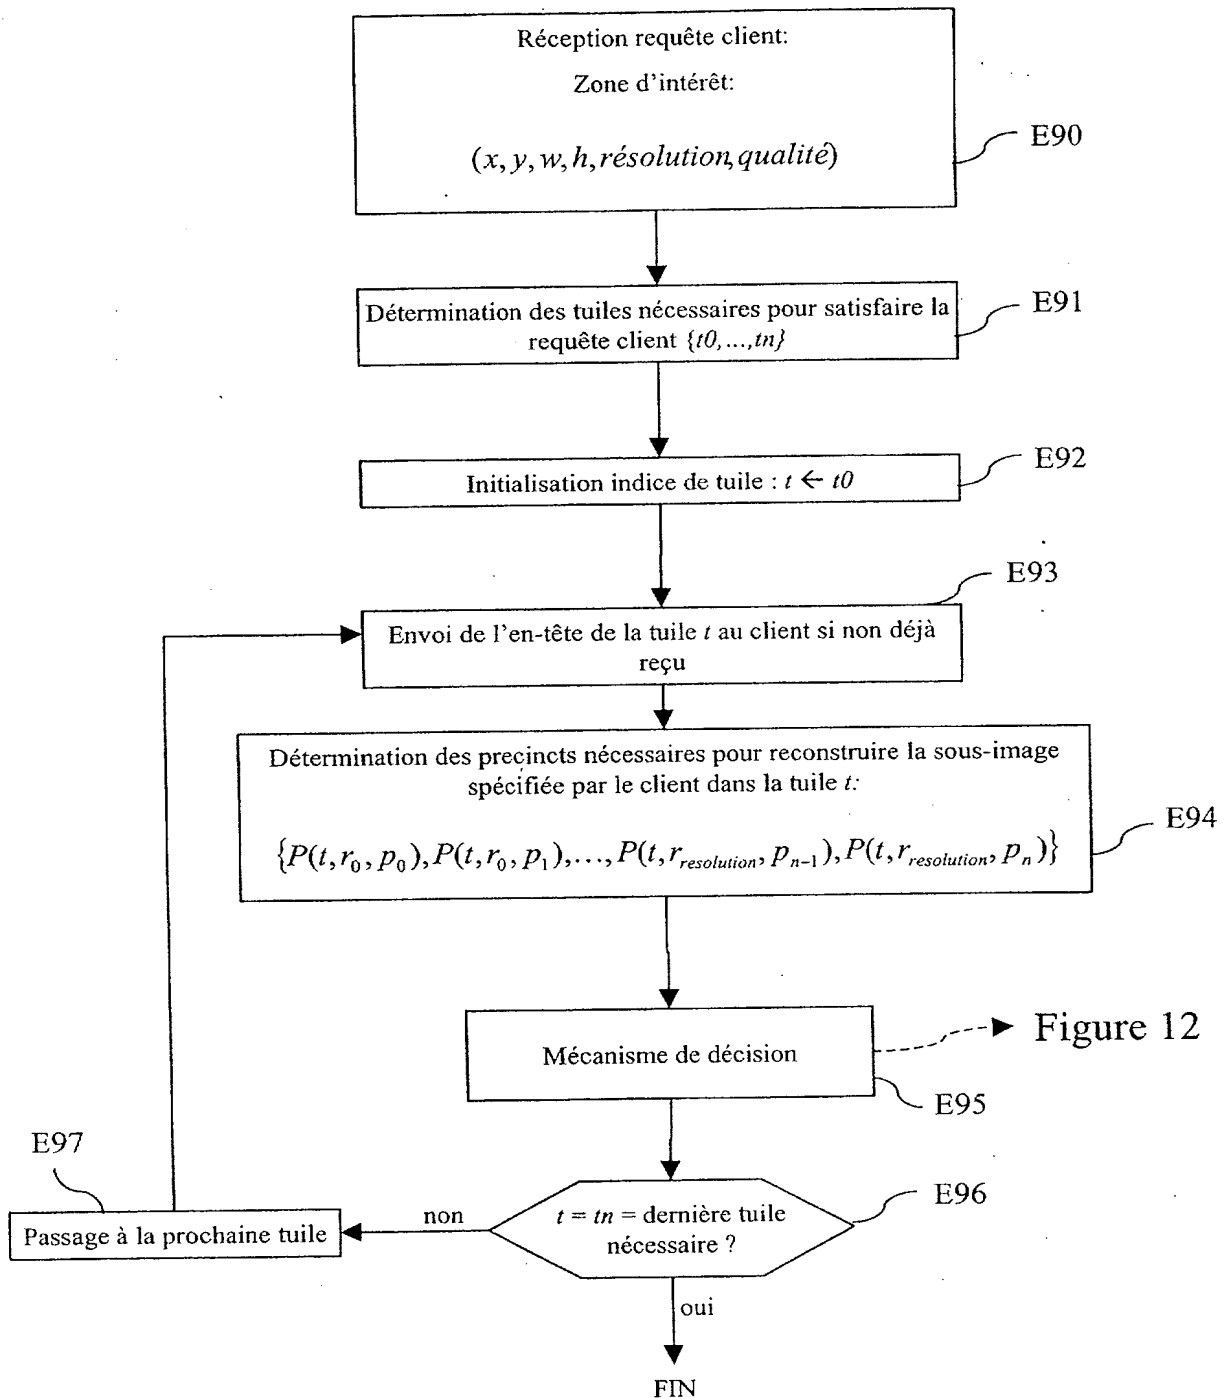 Réception requête client:
Zone d'intérêt:
(x, y, w, h, résolution, qualité)
E90
Détermination des tuiles nécessaires pour satisfaire la
requête client {t0,...,tn}
E91
Initialisation indice de tuile : t ← t0
E92
E93
Envoi de l'en-tête de la tuile t au client si non déjà
reçu
Détermination des precincts nécessaires pour reconstruire la sous-image
spécifiée par le client dans la tuile t:
{P(t, r₀, p₀), P(t, r₀, p₁),..., P(t, r_resolution, p_n-1), P(t, r_resolution, p_n)}
E94
Mécanisme de décision
Figure 12
E95
E97
Passage à la prochaine tuile
non
t = tn = dernière tuile
nécessaire ?
E96
oui
FIN